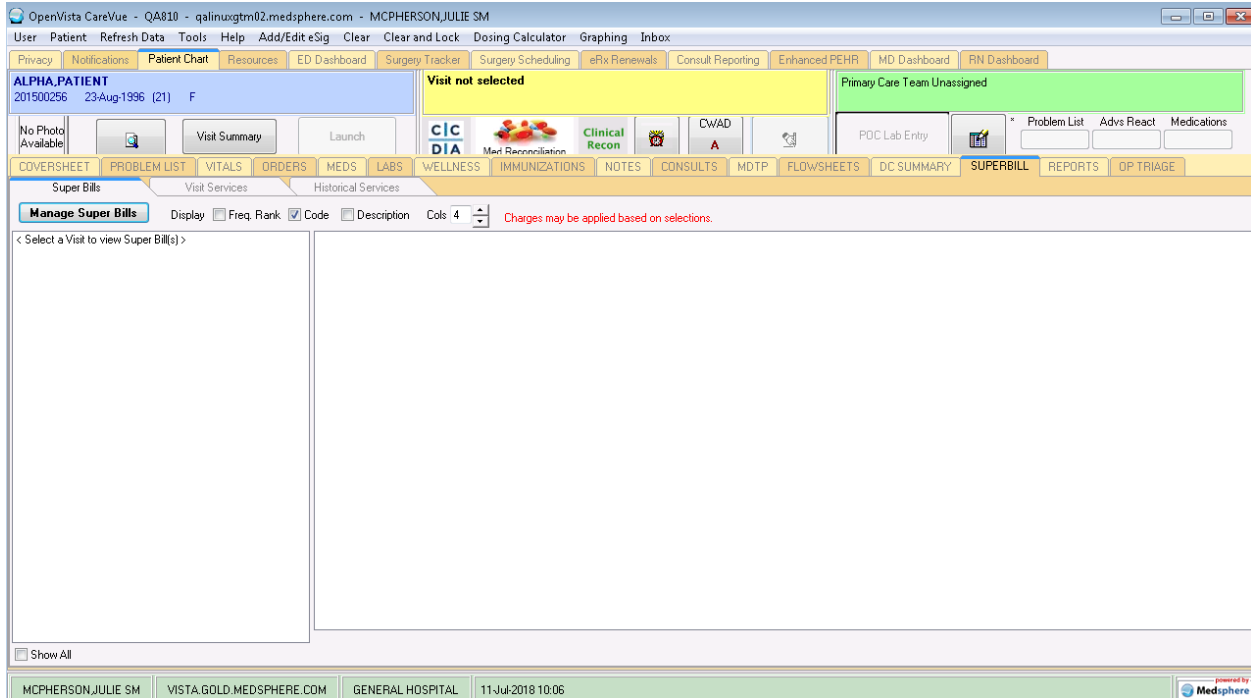 OpenVista CareVue - QA810 - qalinuxgtm02.medsphere.com - MCPHERSON,JULIE SM
User Patient Refresh Data Tools Help Add/Edit eSig Clear Clear and Lock Dosing Calculator Graphing Inbox
Privacy Notifications Patient Chart Resources ED Dashboard Surgery Tracker Surgery Scheduling eRx Renewals Consult Reporting Enhanced PEHR MD Dashboard RN Dashboard
ALPHA,PATIENT Visit not selected Primary Care Team Unassigned
201500256 23-Aug-1996 (21) F
No Photo Available Visit Summary Launch C C D A Med Reconciliation Clinical Recon CWAD A POC Lab Entry * Problem List Advs React Medications
COVERSHEET PROBLEM LIST VITALS ORDERS MEDS LABS WELLNESS IMMUNIZATIONS NOTES CONSULTS MDTP FLOWSHEETS DC SUMMARY SUPERBILL REPORTS OP TRIAGE
Super Bills Visit Services Historical Services
Manage Super Bills Display Freq. Rank Code Description Cols 4 Charges may be applied based on selections.
< Select a Visit to view Super Bill(s) >
Show All
MCPHERSON,JULIE SM VISTA.GOLD.MEDSPHERE.COM GENERAL HOSPITAL 11-Jul-2018 10:06 powered by Medsphere